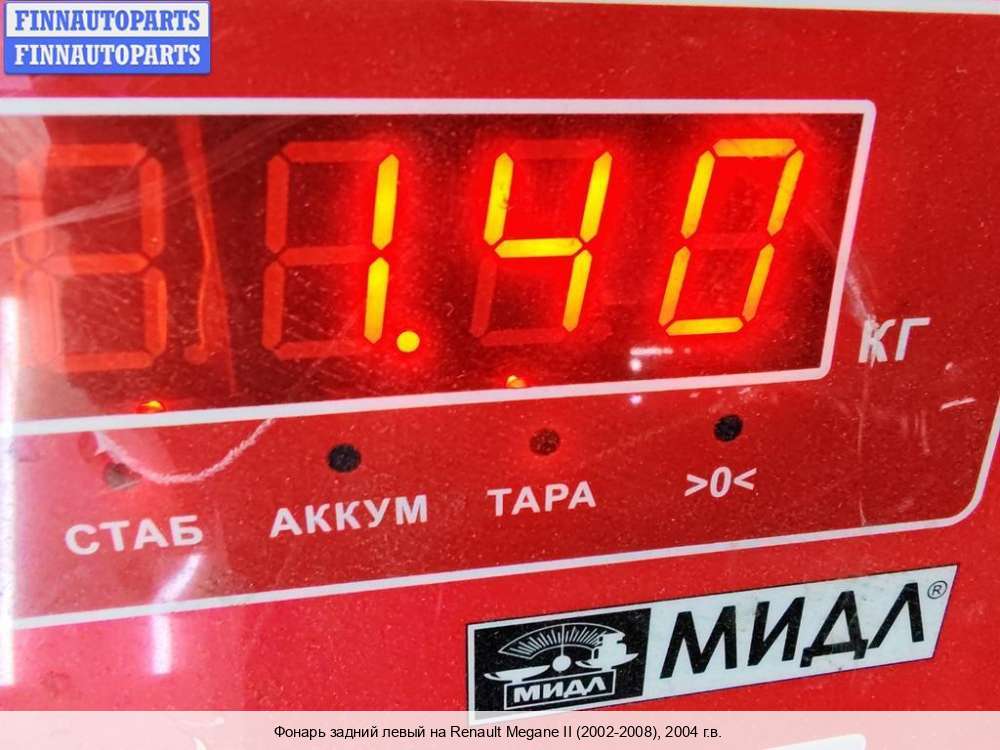 FINNAUTOPARTS
FINNAUTOPARTS
1.40
КГ
СТАБ АККУМ ТАРА >0<
МИДЛ МИДЛ®
Фонарь задний левый на Renault Megane II (2002-2008), 2004 г.в.